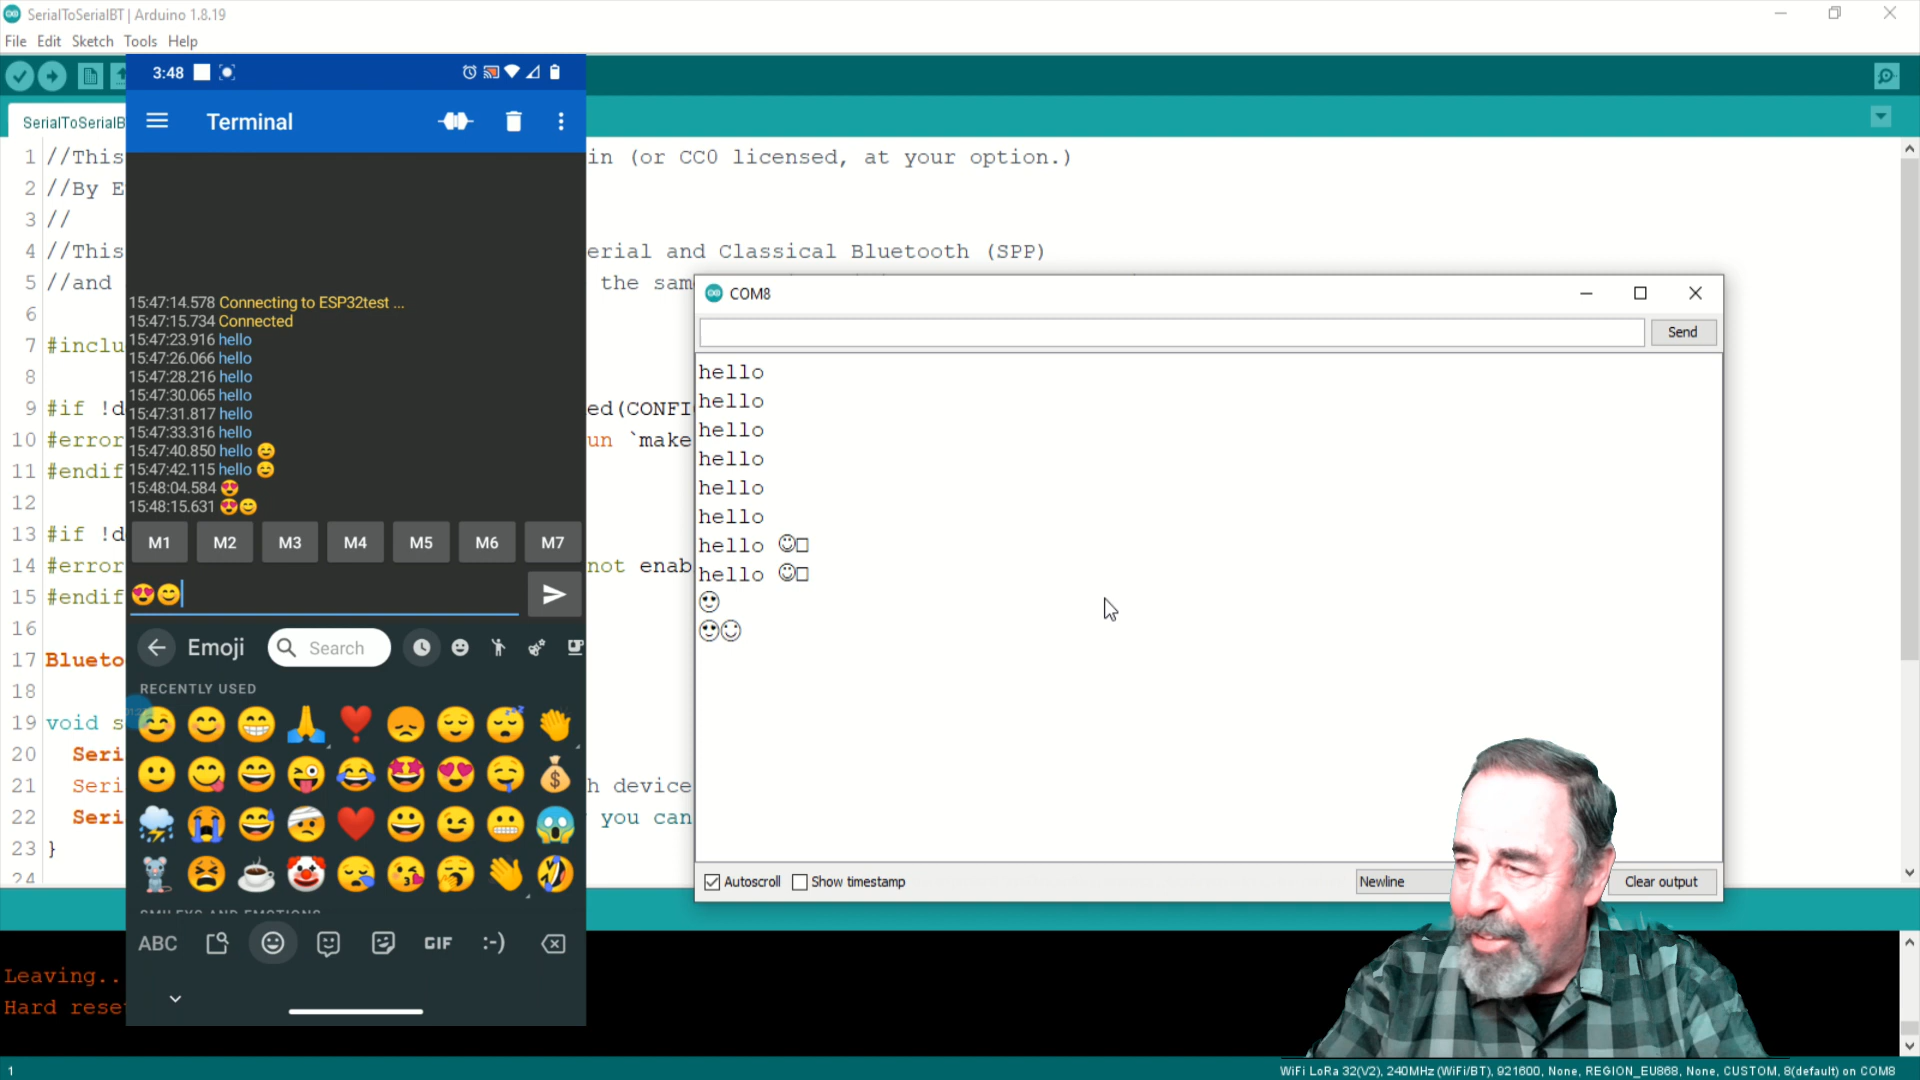 SerialToSerialBT | Arduino 1.8.19
File Edit Sketch Tools Help
SerialToSerialB
1 //This in (or CC0 licensed, at your option.)
2 //By E
3 //
4 //This erial and Classical Bluetooth (SPP)
5 //and the sam
6
7 #inclu
8
9 #if !d ed(CONFI
10 #error un `make
11 #endif
12
13 #if !d
14 #error not enab
15 #endif
16
17 Blueto
18
19 void s
20 Seri
21 Seri h device
22 Seri you can
23 }
24
Leaving..
Hard rese
1
WiFi LoRa 32(V2), 240MHz (WiFi/BT), 921600, None, REGION_EU868, None, CUSTOM, 8(default) on COM8
3:48
Terminal
15:47:14.578 Connecting to ESP32test ...
15:47:15.734 Connected
15:47:23.916 hello
15:47:26.066 hello
15:47:28.216 hello
15:47:30.065 hello
15:47:31.817 hello
15:47:33.316 hello
15:47:40.850 hello 😊
15:47:42.115 hello 😊
15:48:04.584 😍
15:48:15.631 😍😊
M1 M2 M3 M4 M5 M6 M7
😍😊
Emoji Search
RECENTLY USED
SMILEYS AND EMOTIONS
ABC GIF :-)
COM8
Send
hello
hello
hello
hello
hello
hello
hello ☺□
hello ☺□
😍
😍😊
Autoscroll Show timestamp Newline Clear output